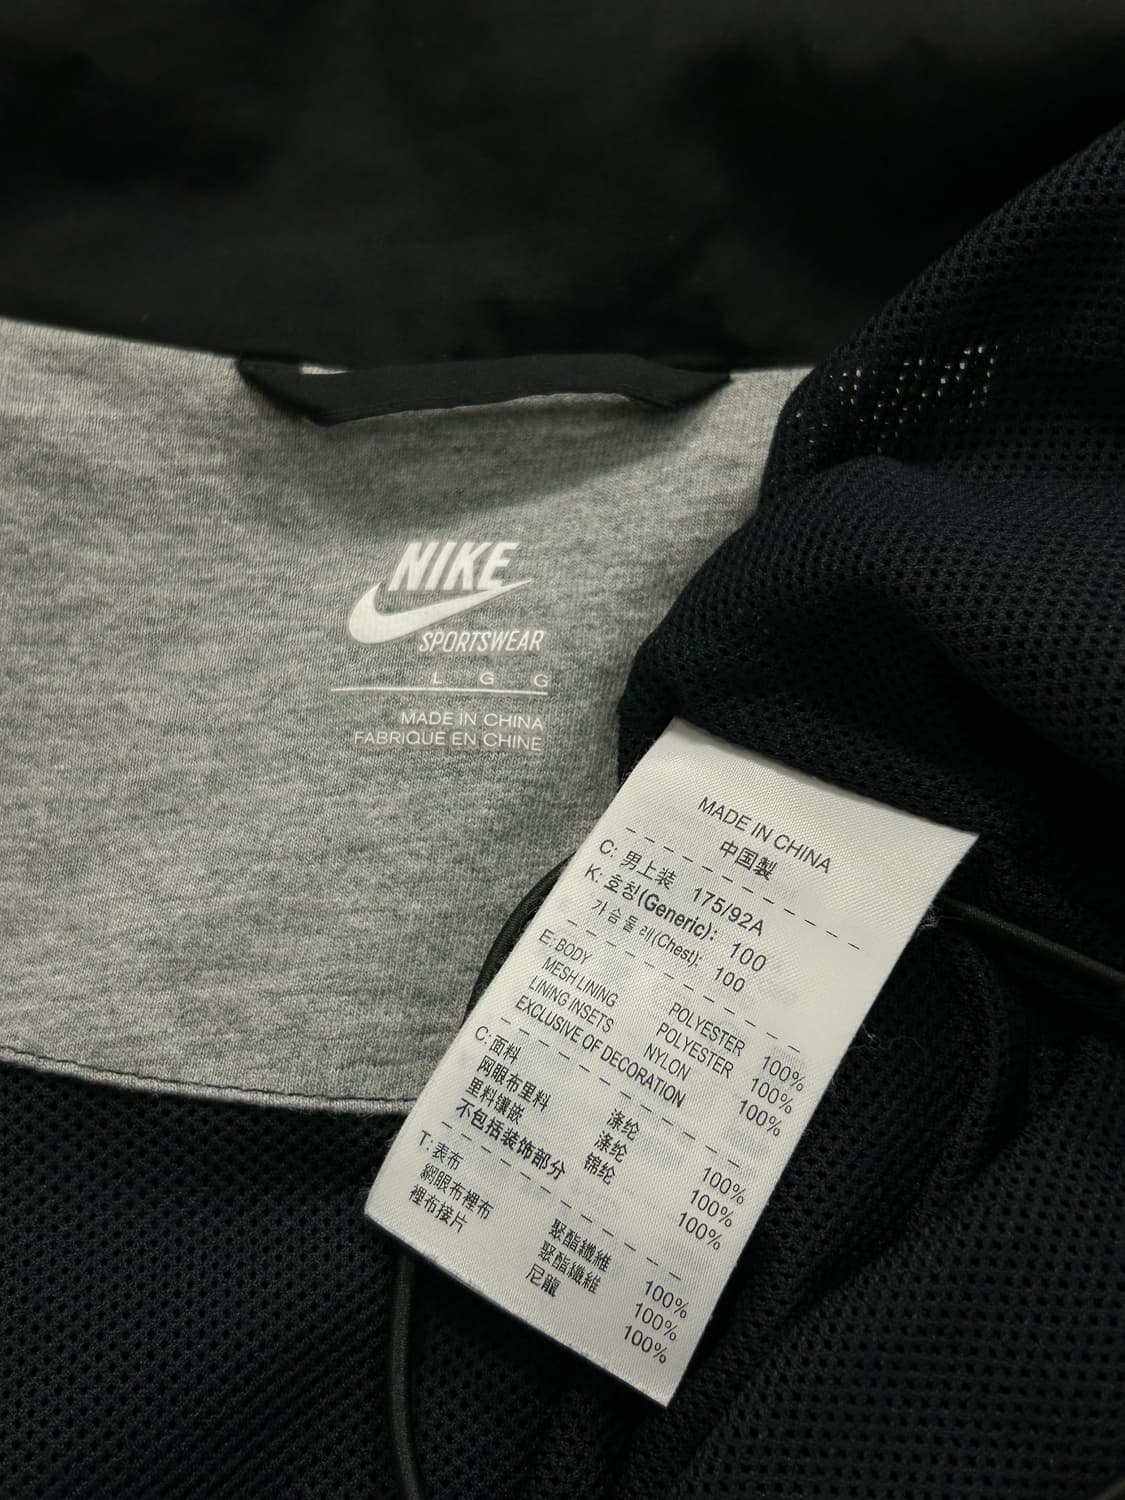 NIKE
SPORTSWEAR
L G G
MADE IN CHINA
FABRIQUÉ EN CHINE
MADE IN CHINA
中国製
C: 男上装 175/92A
K: 호칭(Generic): 100
가슴둘레(Chest): 100
E: BODY POLYESTER 100%
MESH LINING POLYESTER 100%
LINING INSETS NYLON 100%
EXCLUSIVE OF DECORATION
C: 面料 涤纶 100%
网眼布里料 涤纶 100%
里料镶嵌 锦纶 100%
不包括装饰部分
T: 表布 聚酯纖維 100%
網眼布裡布 聚酯纖維 100%
裡布接片 尼龍 100%